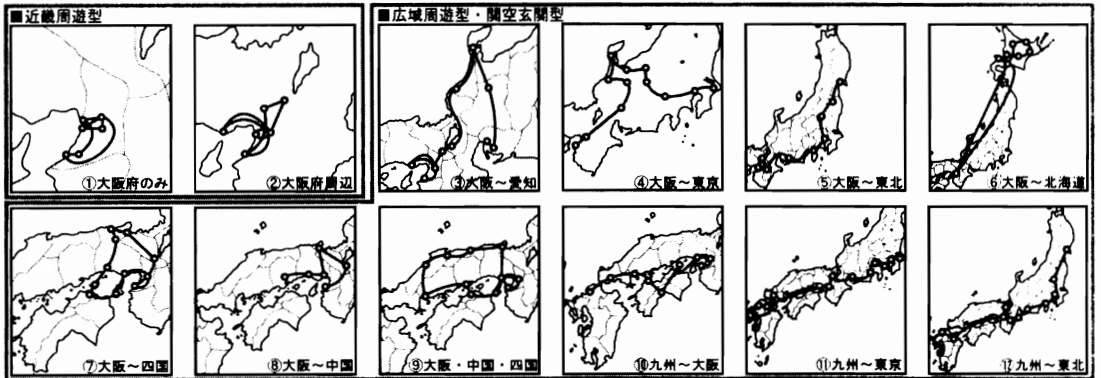 ■近畿周遊型
■広域周遊型・関空玄関型
①大阪府のみ
②大阪府周辺
③大阪～愛知
④大阪～東京
⑤大阪～東北
⑥大阪～北海道
⑦大阪～四国
⑧大阪～中国
⑨大阪・中国・四国
⑩九州～大阪
⑪九州～東京
⑫九州～東北